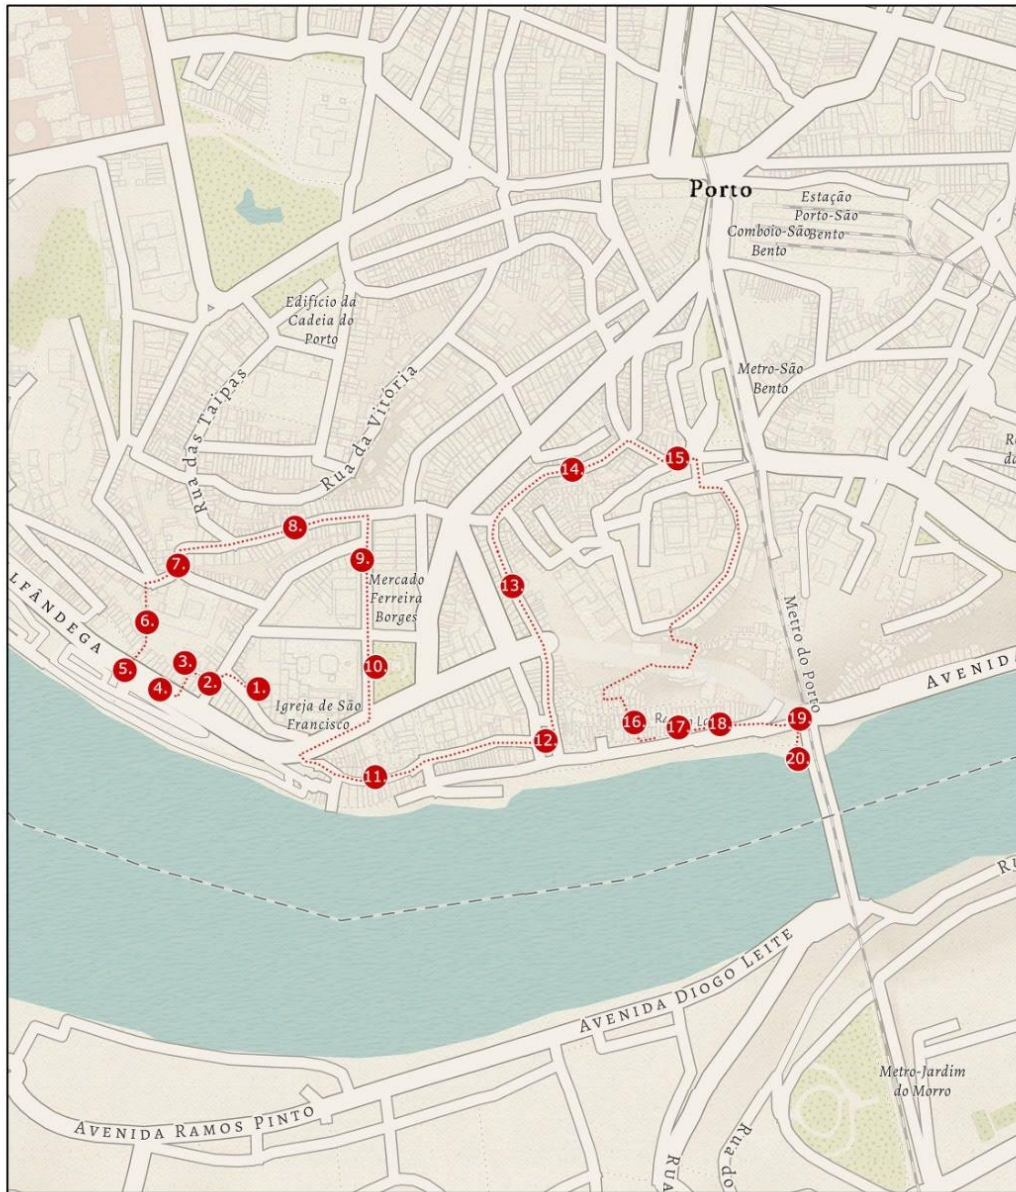 Porto
Estação
Porto-São
Bento
Comboio-São
Bento
Edifício da
Cadeia do
Porto
Metro-São
Bento
Rua das Taipas
Rua da Vitória
14.
15.
8.
9.
7.
Mercado
Ferreira
Borges
13.
LFÂNDEGA
6.
5.
3.
4.
2.
1.
10.
Igreja de São
Francisco
Metro do Porto
AVENIDA
16.
17.
18.
19.
12.
20.
11.
AVENIDA DIOGO LEITE
Metro-Jardim
do Morro
AVENIDA RAMOS PINTO
RUA
Rua do